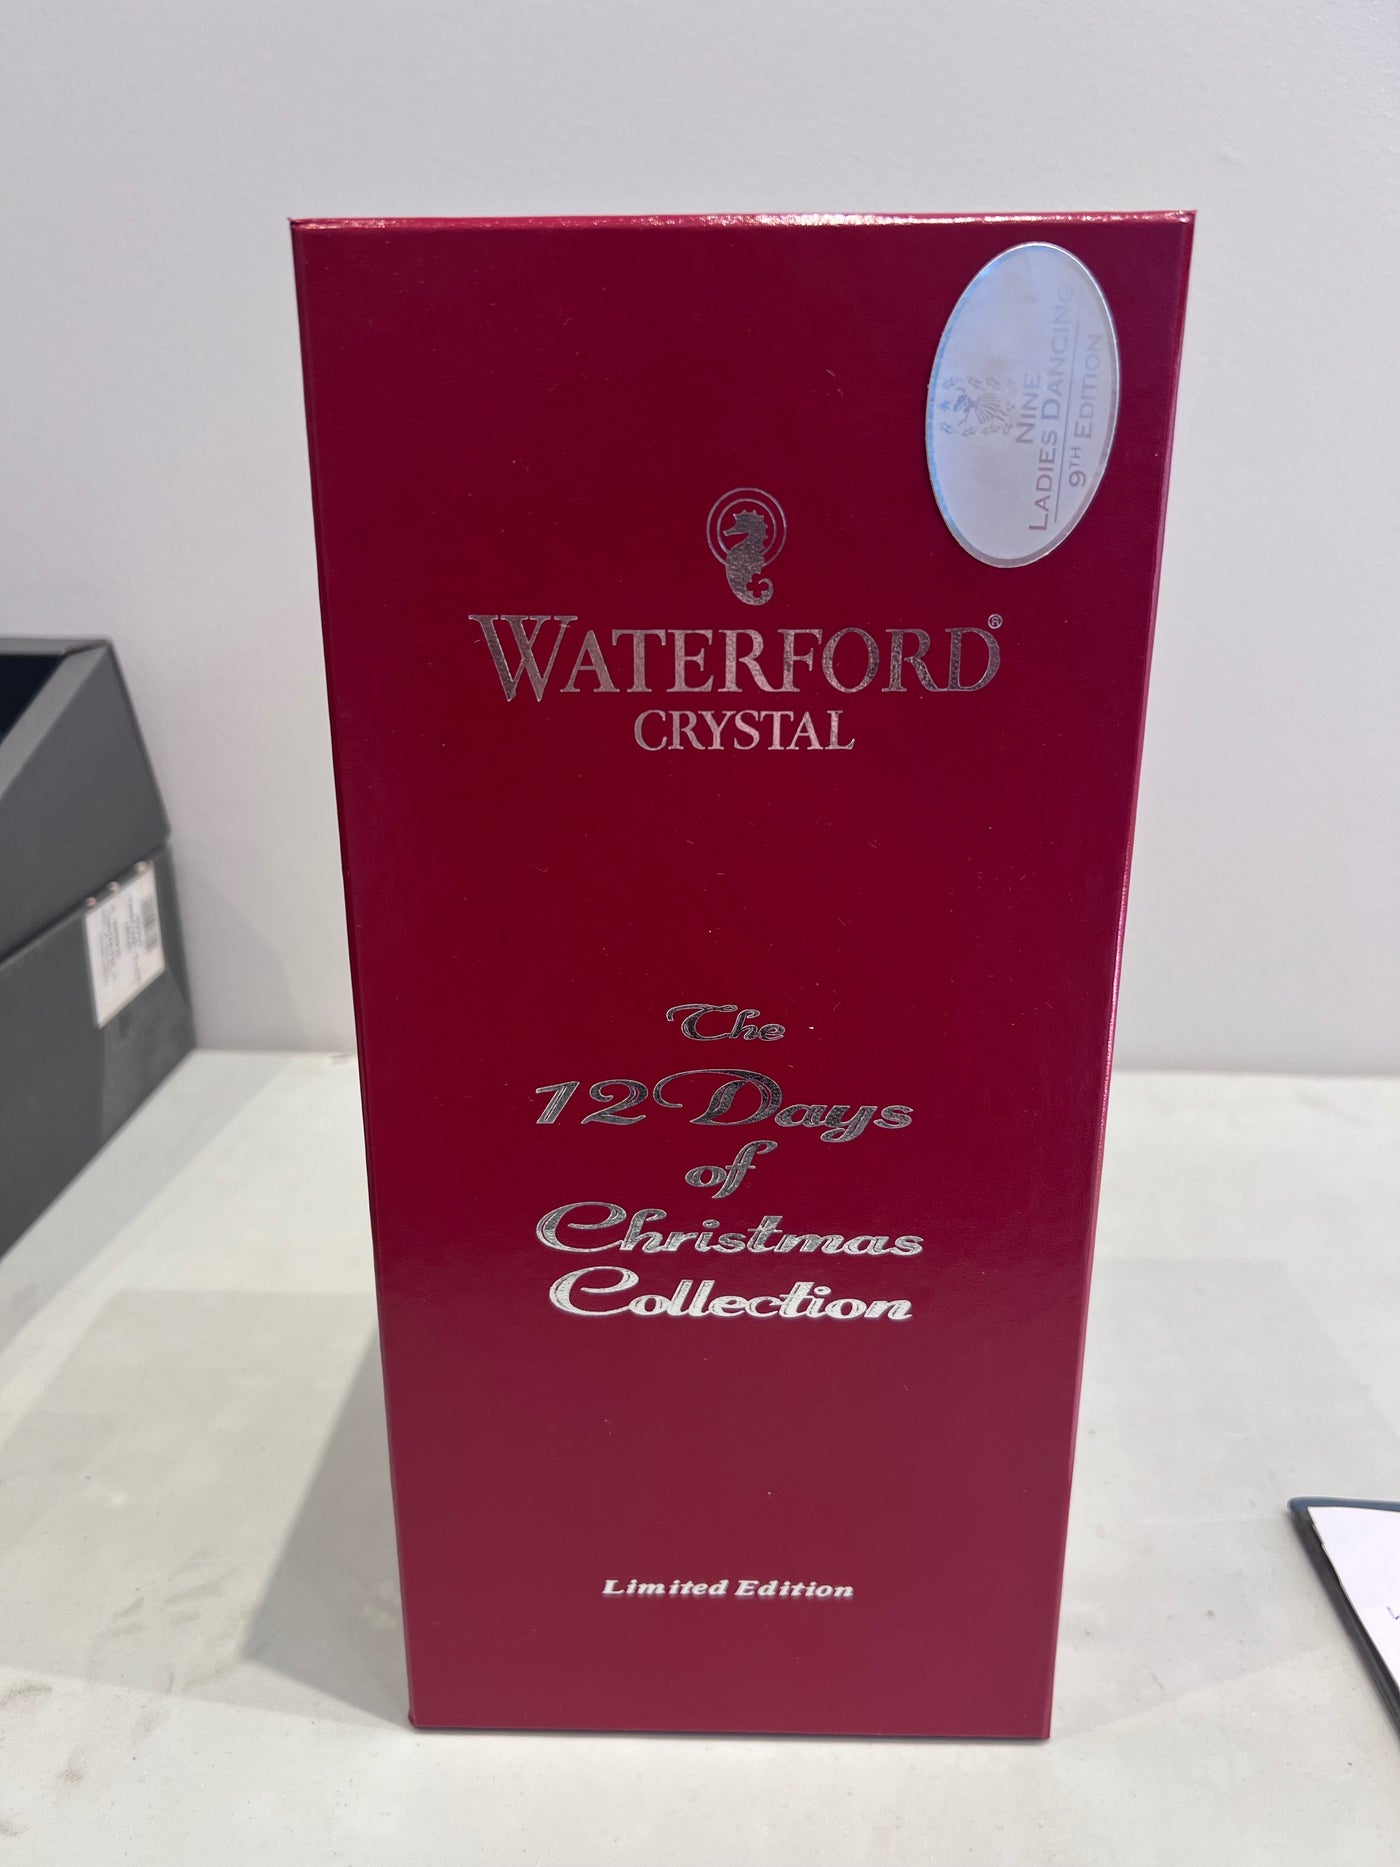 NINE
LADIES DANCING
9TH EDITION
WATERFORD®
CRYSTAL
The
12 Days
of
Christmas
Collection
Limited Edition